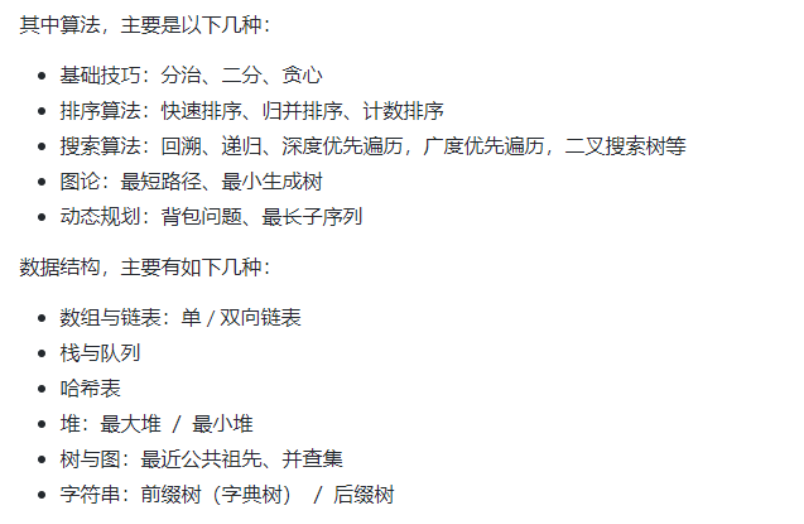 其中算法，主要是以下几种：
• 基础技巧：分治、二分、贪心
• 排序算法：快速排序、归并排序、计数排序
• 搜索算法：回溯、递归、深度优先遍历，广度优先遍历，二叉搜索树等
• 图论：最短路径、最小生成树
• 动态规划：背包问题、最长子序列
数据结构，主要有如下几种：
• 数组与链表：单 / 双向链表
• 栈与队列
• 哈希表
• 堆：最大堆 / 最小堆
• 树与图：最近公共祖先、并查集
• 字符串：前缀树（字典树） / 后缀树